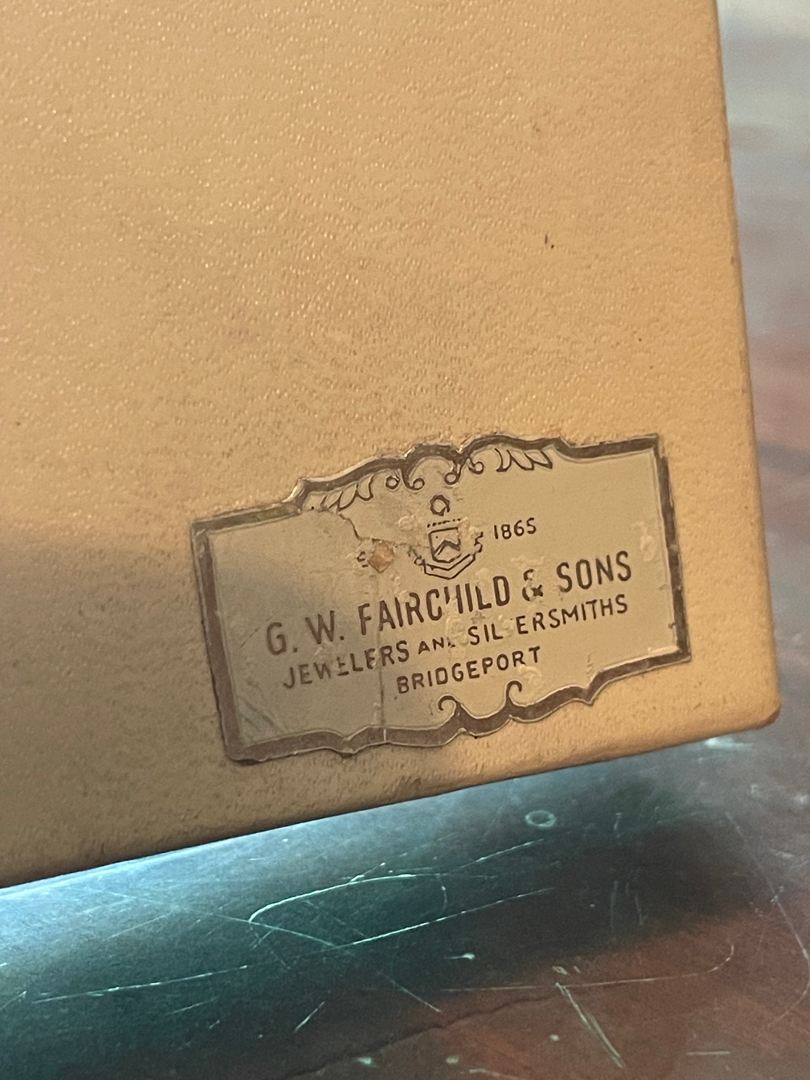 1865
G. W. FAIRCHILD & SONS
JEWELERS AND SILVERSMITHS
BRIDGEPORT